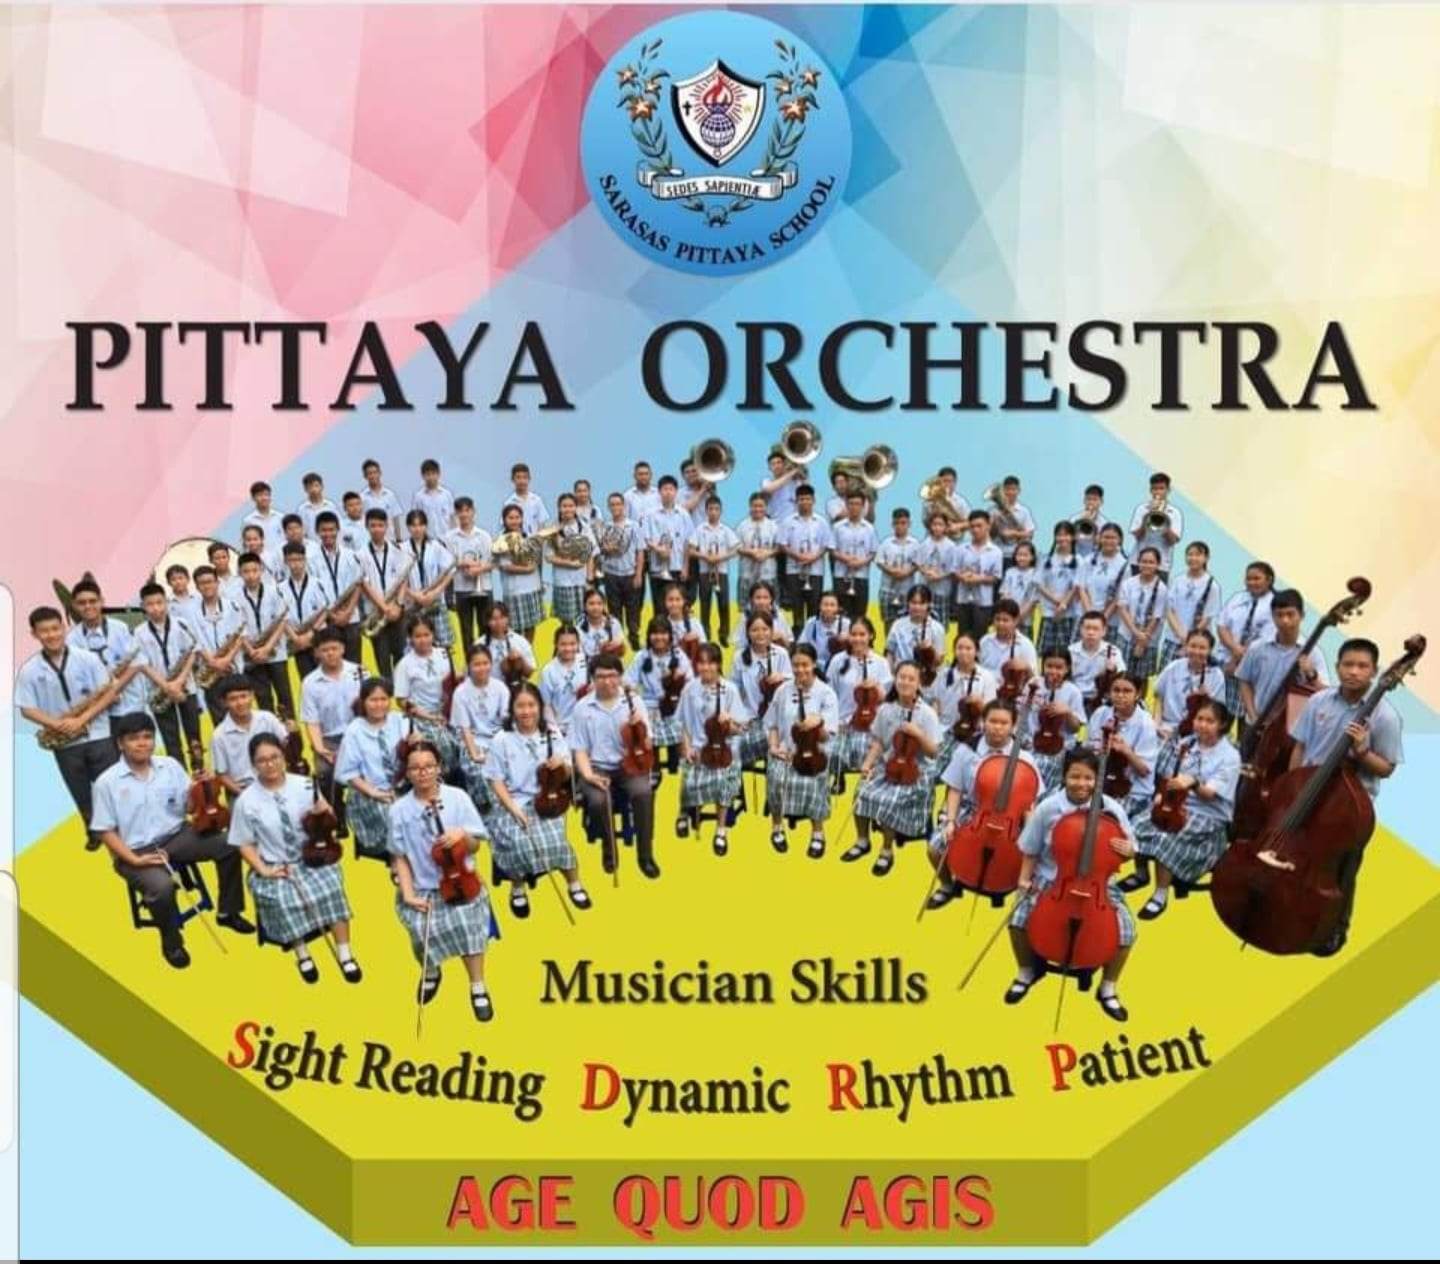 SEDES SAPIENTIÆ
SARASAS PITTAYA SCHOOL
PITTAYA ORCHESTRA
Musician Skills
Sight Reading Dynamic Rhythm Patient
AGE QUOD AGIS